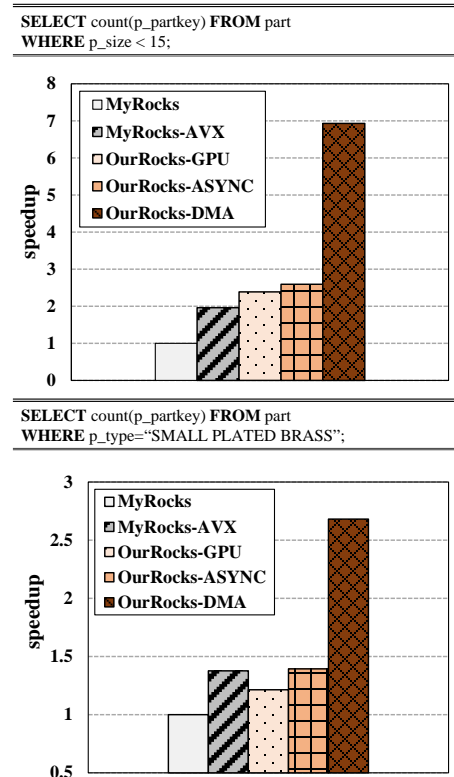 SELECT count(p_partkey) FROM part
WHERE p_size < 15;
8
7
6
5
4
3
2
1
0
speedup
MyRocks
MyRocks-AVX
OurRocks-GPU
OurRocks-ASYNC
OurRocks-DMA
SELECT count(p_partkey) FROM part
WHERE p_type=“SMALL PLATED BRASS”;
3
2.5
2
1.5
1
0.5
speedup
MyRocks
MyRocks-AVX
OurRocks-GPU
OurRocks-ASYNC
OurRocks-DMA